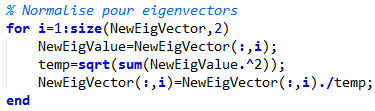 % Normalise pour eigenvectors
for i=1:size(NewEigVector,2)
NewEigValue=NewEigVector(:,i);
temp=sqrt(sum(NewEigValue.^2));
NewEigVector(:,i)=NewEigVector(:,i)./temp;
end